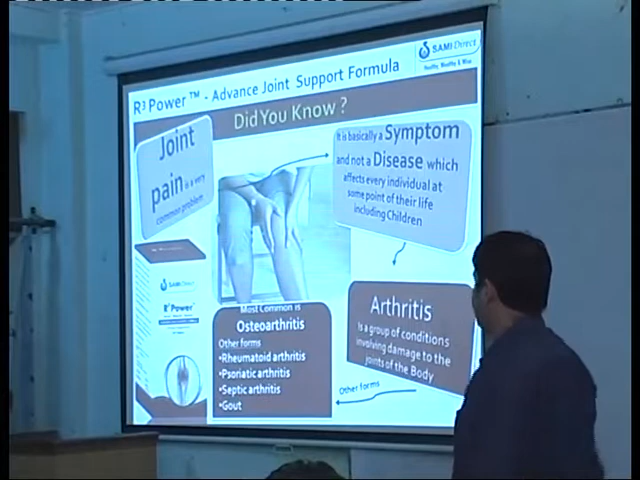 SAMI Direct
Healthy, Wealthy & Wise
R³ Power ™ - Advance Joint Support Formula
Did You Know ?
Joint
pain is a very
common problem
It is basically a Symptom
and not a Disease which
affects every individual at
some point of their life
including Children
SAMI Direct
R³ Power
Most Common is
Osteoarthritis
Other forms
•Rheumatoid arthritis
•Psoriatic arthritis
•Septic arthritis
•Gout
Arthritis
Is a group of conditions
involving damage to the
joints of the Body
Other forms